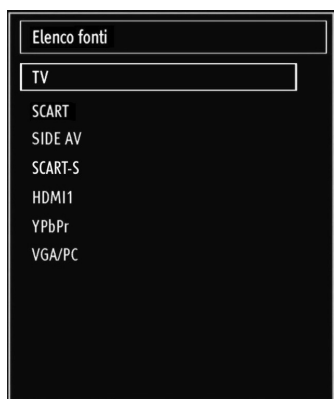 Elenco fonti
TV
SCART
SIDE AV
SCART-S
HDMI1
YPbPr
VGA/PC